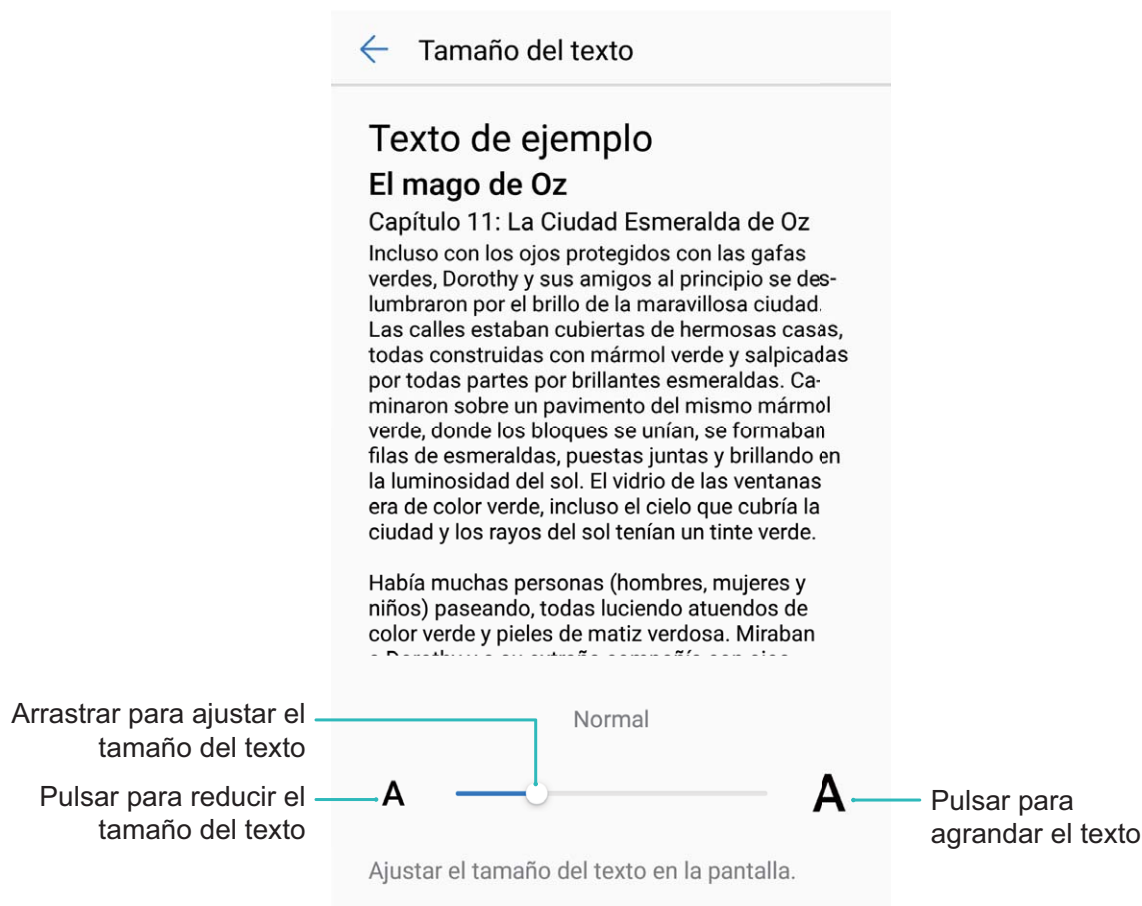 Tamaño del texto
Texto de ejemplo
El mago de Oz
Capítulo 11: La Ciudad Esmeralda de Oz
Incluso con los ojos protegidos con las gafas
verdes, Dorothy y sus amigos al principio se des-
lumbraron por el brillo de la maravillosa ciudad.
Las calles estaban cubiertas de hermosas casas,
todas construidas con mármol verde y salpicadas
por todas partes por brillantes esmeraldas. Ca-
minaron sobre un pavimento del mismo mármol
verde, donde los bloques se unían, se formaban
filas de esmeraldas, puestas juntas y brillando en
la luminosidad del sol. El vidrio de las ventanas
era de color verde, incluso el cielo que cubría la
ciudad y los rayos del sol tenían un tinte verde.
Había muchas personas (hombres, mujeres y
niños) paseando, todas luciendo atuendos de
color verde y pieles de matiz verdosa. Miraban
Arrastrar para ajustar el
tamaño del texto
Normal
Pulsar para reducir el
tamaño del texto
A
A
Pulsar para
agrandar el texto
Ajustar el tamaño del texto en la pantalla.